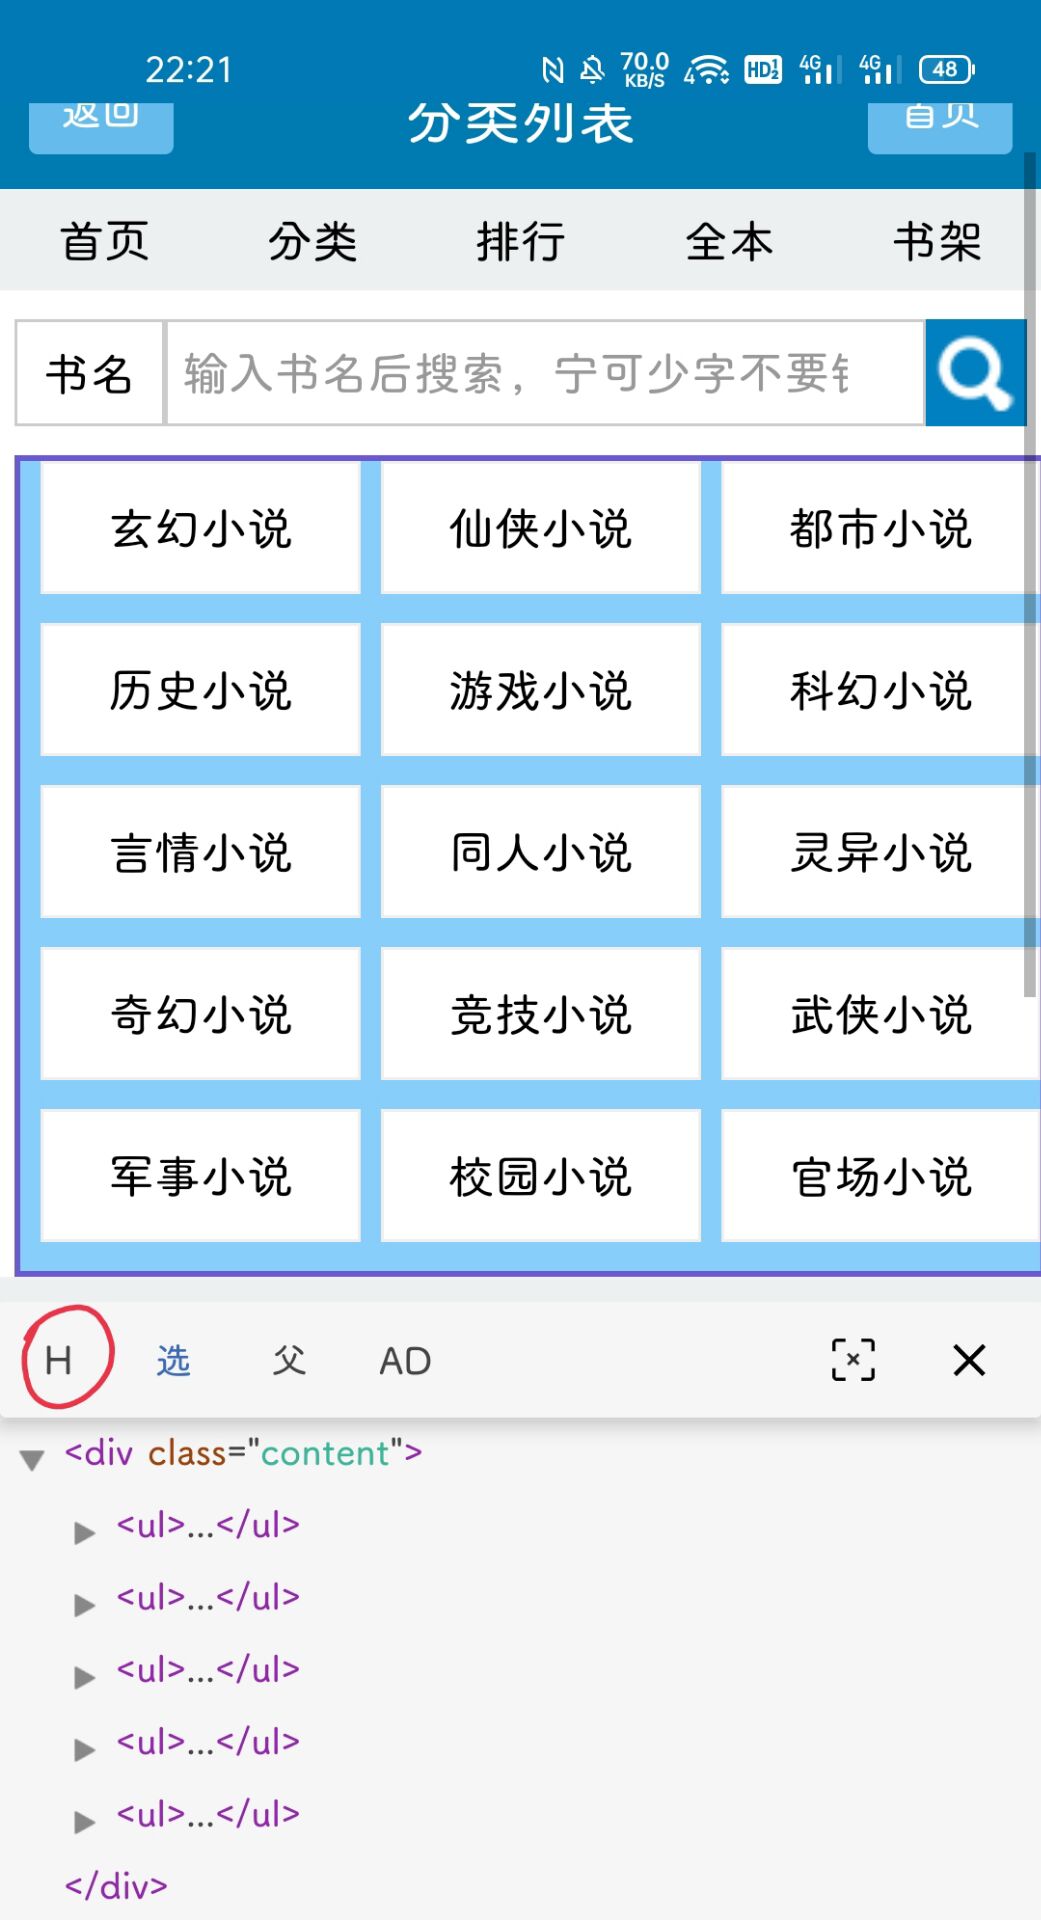 22:21 70.0 KB/S 4 HD 1 2 4G 4G 48
返回 分类列表 首页
首页 分类 排行 全本 书架
书名 输入书名后搜索，宁可少字不要
玄幻小说 仙侠小说 都市小说
历史小说 游戏小说 科幻小说
言情小说 同人小说 灵异小说
奇幻小说 竞技小说 武侠小说
军事小说 校园小说 官场小说
H 选 父 AD
<div class="content">
<ul>...</ul>
<ul>...</ul>
<ul>...</ul>
<ul>...</ul>
<ul>...</ul>
</div>